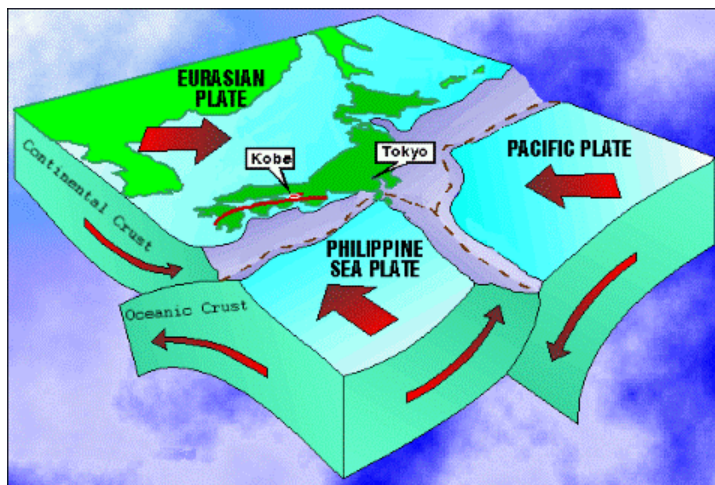 EURASIAN
PLATE
Kobe
Tokyo
PACIFIC PLATE
Continental Crust
PHILIPPINE
SEA PLATE
Oceanic Crust